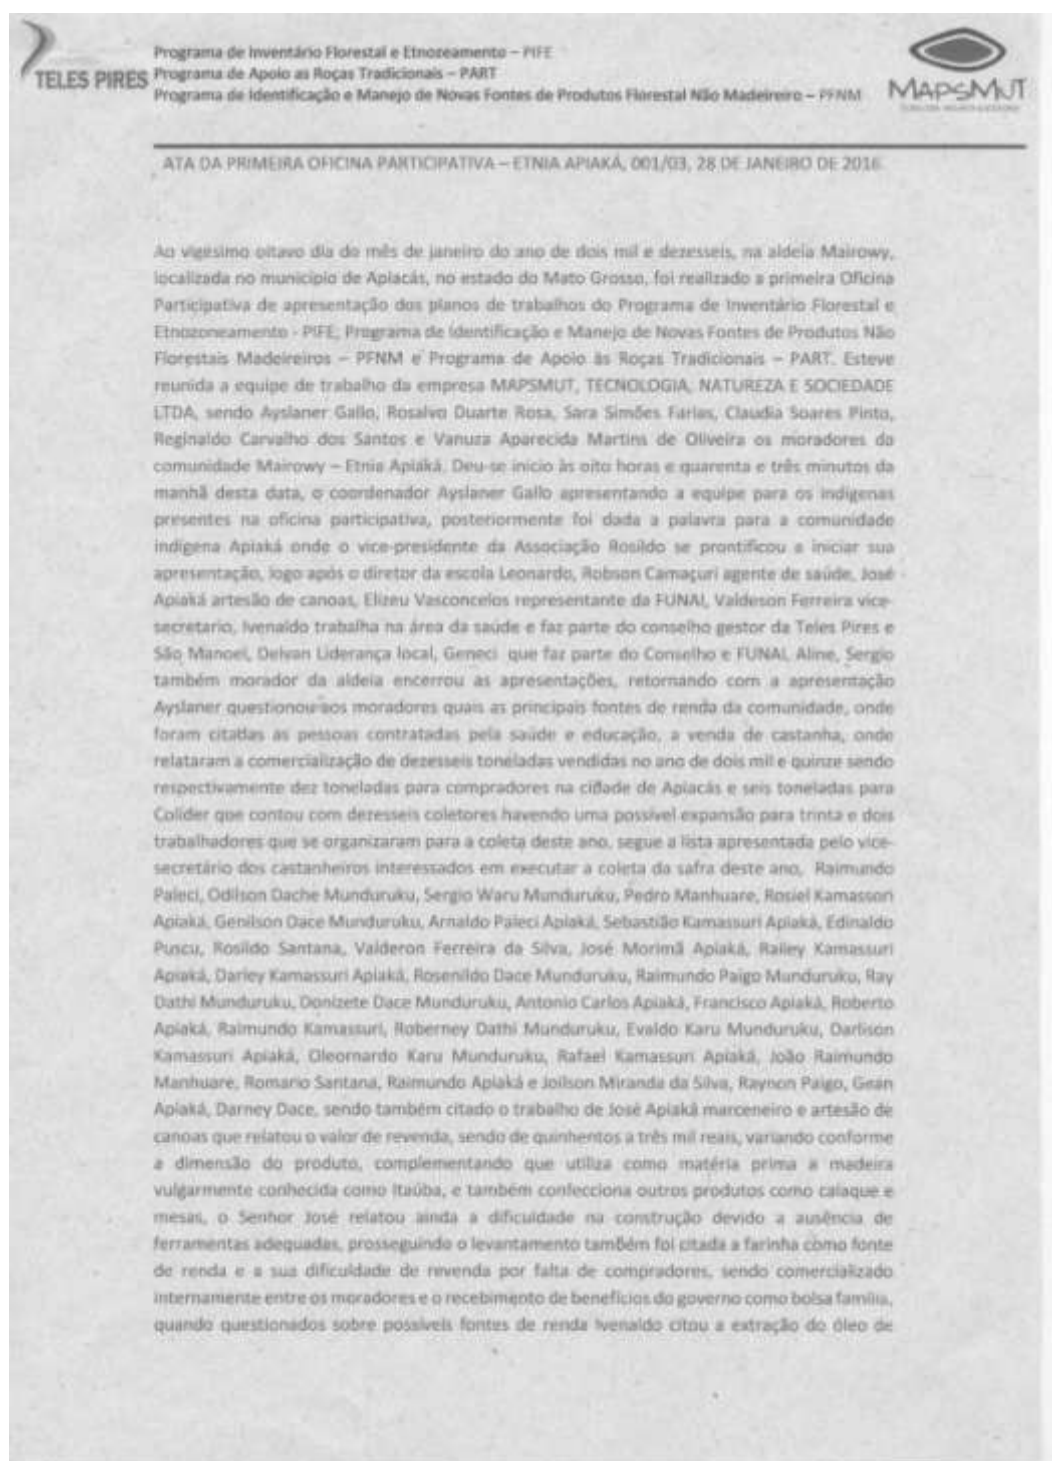 Programa de Inventário Florestal e Etnozeamento – PIFE
TELES PIRES Programa de Apoio as Roças Tradicionais – PART
Programa de Identificação e Manejo de Novas Fontes de Produtos Florestal Não Madeireiro – PFNM
MAPSMUT
ATA DA PRIMEIRA OFICINA PARTICIPATIVA – ETNIA APIAKÁ, 001/03, 28 DE JANEIRO DE 2016.
Ao vigésimo oitavo dia do mês de janeiro do ano de dois mil e dezesseis, na aldeia Mairowy,
localizada no município de Apiacás, no estado do Mato Grosso, foi realizado a primeira Oficina
Participativa de apresentação dos planos de trabalhos do Programa de Inventário Florestal e
Etnozoneamento - PIFE; Programa de Identificação e Manejo de Novas Fontes de Produtos Não
Florestais Madeireiros – PFNM e Programa de Apoio às Roças Tradicionais – PART. Esteve
reunida a equipe de trabalho da empresa MAPSMUT, TECNOLOGIA, NATUREZA E SOCIEDADE
LTDA, sendo Ayslaner Gallo, Rosalvo Duarte Rosa, Sara Simões Farias, Claudia Soares Pinto,
Reginaldo Carvalho dos Santos e Vanuza Aparecida Martins de Oliveira os moradores da
comunidade Mairowy – Etnia Apiaká. Deu-se início às oito horas e quarenta e três minutos da
manhã desta data, o coordenador Ayslaner Gallo apresentando a equipe para os indígenas
presentes na oficina participativa, posteriormente foi dada a palavra para a comunidade
indígena Apiaká onde o vice-presidente da Associação Rosildo se prontificou a iniciar sua
apresentação, logo após o diretor da escola Leonardo, Robson Camaçuri agente de saúde, José
Apiaká artesão de canoas, Elizeu Vasconcelos representante da FUNAI, Valdeson Ferreira vice-
secretario, Ivenaldo trabalha na área da saúde e faz parte do conselho gestor da Teles Pires e
São Manoel, Delvan Liderança local, Geneci que faz parte do Conselho e FUNAI, Aline, Sergio
também morador da aldeia encerrou as apresentações, retornando com a apresentação
Ayslaner questionou aos moradores quais as principais fontes de renda da comunidade, onde
foram citadas as pessoas contratadas pela saúde e educação, a venda de castanha, onde
relataram a comercialização de dezesseis toneladas vendidas no ano de dois mil e quinze sendo
respectivamente dez toneladas para compradores na cidade de Apiacás e seis toneladas para
Colíder que contou com dezesseis coletores havendo uma possível expansão para trinta e dois
trabalhadores que se organizaram para a coleta deste ano, segue a lista apresentada pelo vice-
secretário dos castanheiros interessados em executar a coleta da safra deste ano, Raimundo
Paleci, Odilson Dache Munduruku, Sergio Waru Munduruku, Pedro Manhuare, Rosiel Kamassori
Apiaká, Genilson Dace Munduruku, Arnaldo Paleci Apiaká, Sebastião Kamassuri Apiaká, Edinaldo
Puscu, Rosildo Santana, Valderon Ferreira da Silva, José Morimã Apiaká, Railey Kamassuri
Apiaká, Darley Kamassuri Apiaká, Rosenildo Dace Munduruku, Raimundo Paigo Munduruku, Ray
Dathi Munduruku, Donizete Dace Munduruku, Antonio Carlos Apiaká, Francisco Apiaká, Roberto
Apiaká, Raimundo Kamassuri, Roberney Dathi Munduruku, Evaldo Karu Munduruku, Darlison
Kamassuri Apiaká, Oleornardo Karu Munduruku, Rafael Kamassuri Apiaká, João Raimundo
Manhuare, Romario Santana, Raimundo Apiaká e Joilson Miranda da Silva, Raynon Paigo, Gean
Apiaká, Darney Dace, sendo também citado o trabalho de José Apiaká marceneiro e artesão de
canoas que relatou o valor de revenda, sendo de quinhentos a três mil reais, variando conforme
a dimensão do produto, complementando que utiliza como matéria prima a madeira
vulgarmente conhecida como Itaúba, e também confecciona outros produtos como caiaque e
mesas, o Senhor José relatou ainda a dificuldade na construção devido a ausência de
ferramentas adequadas, prosseguindo o levantamento também foi citada a farinha como fonte
de renda e a sua dificuldade de revenda por falta de compradores, sendo comercializado
internamente entre os moradores e o recebimento de benefícios do governo como bolsa família,
quando questionados sobre possíveis fontes de renda Ivenaldo citou a extração do óleo de